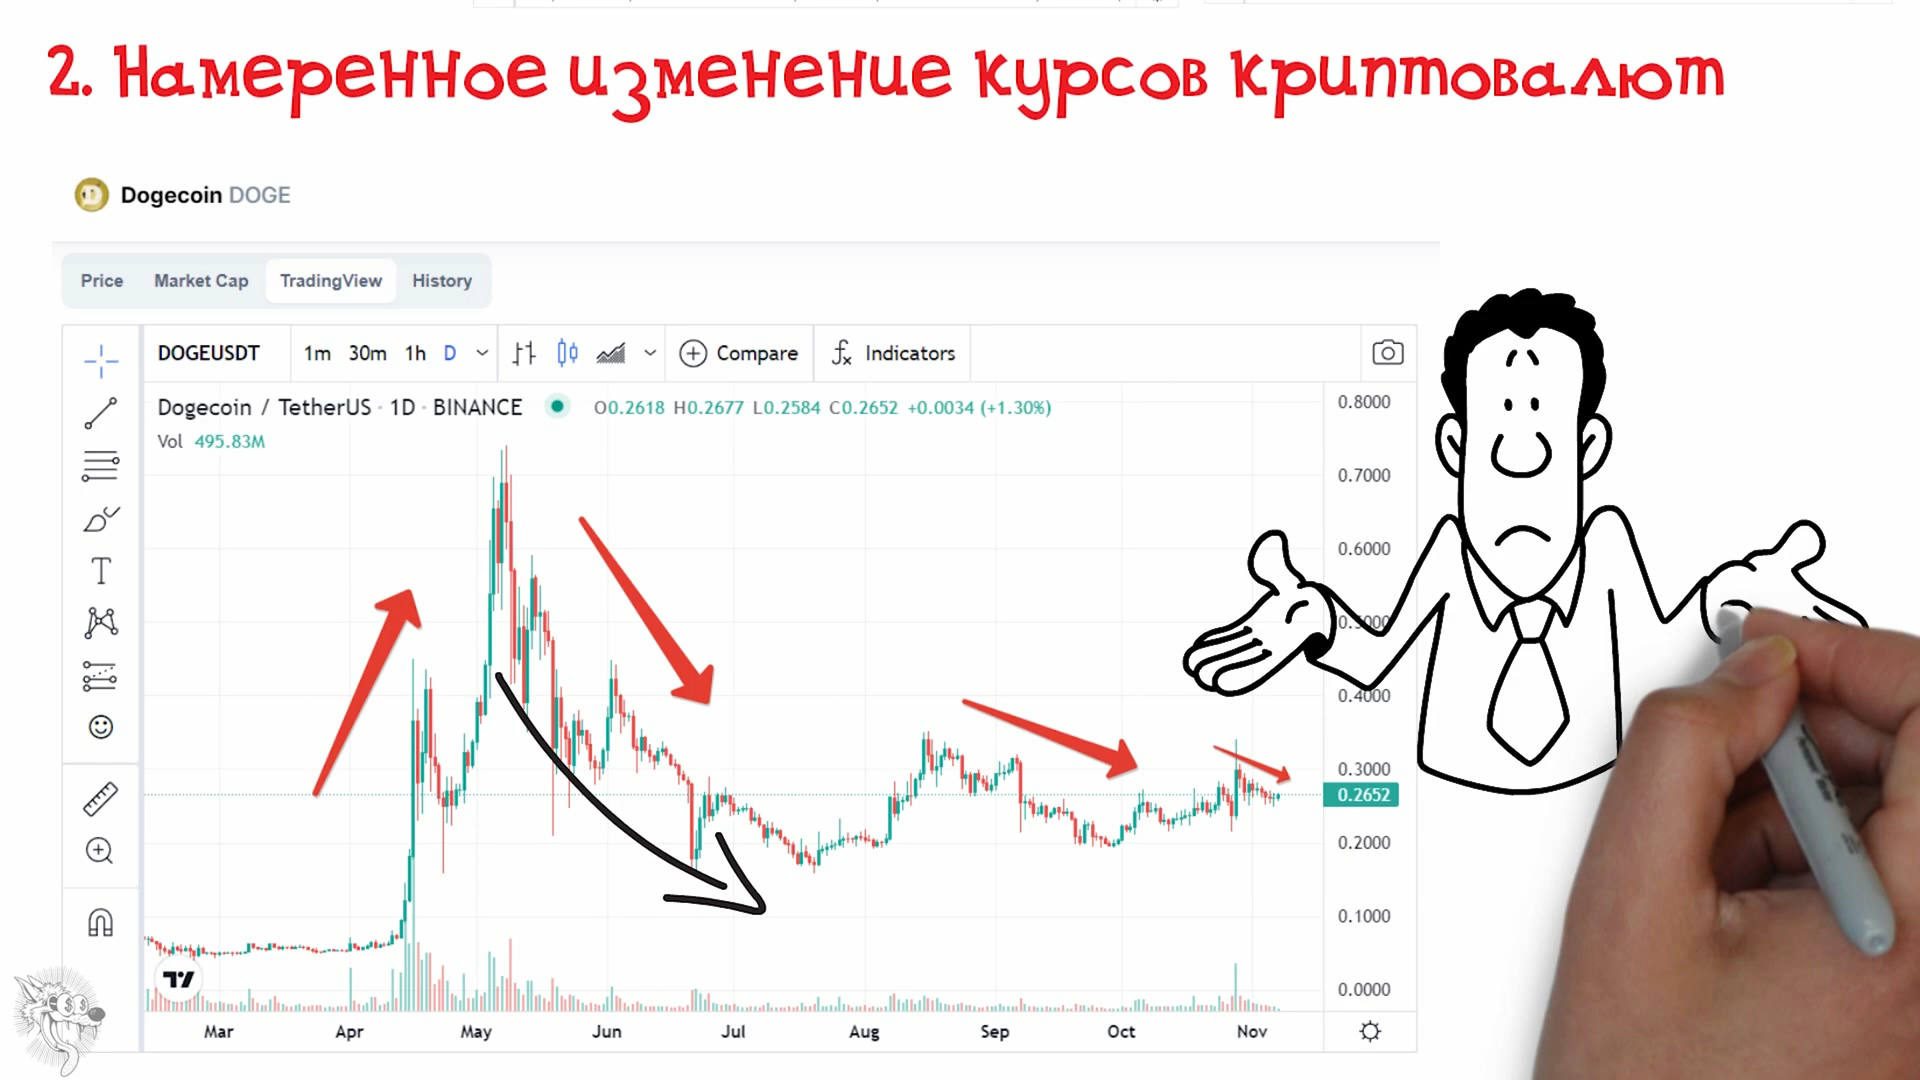 2. Намеренное изменение курсов криптовалют
Dogecoin DOGE
Price Market Cap TradingView History
DOGEUSDT 1m 30m 1h D Compare Indicators
Dogecoin / TetherUS · 1D · BINANCE O0.2618 H0.2677 L0.2584 C0.2652 +0.0034 (+1.30%)
Vol 495.83M
0.8000
0.7000
0.6000
0.5000
0.4000
0.3000
0.2652
0.2000
0.1000
0.0000
Mar Apr May Jun Jul Aug Sep Oct Nov